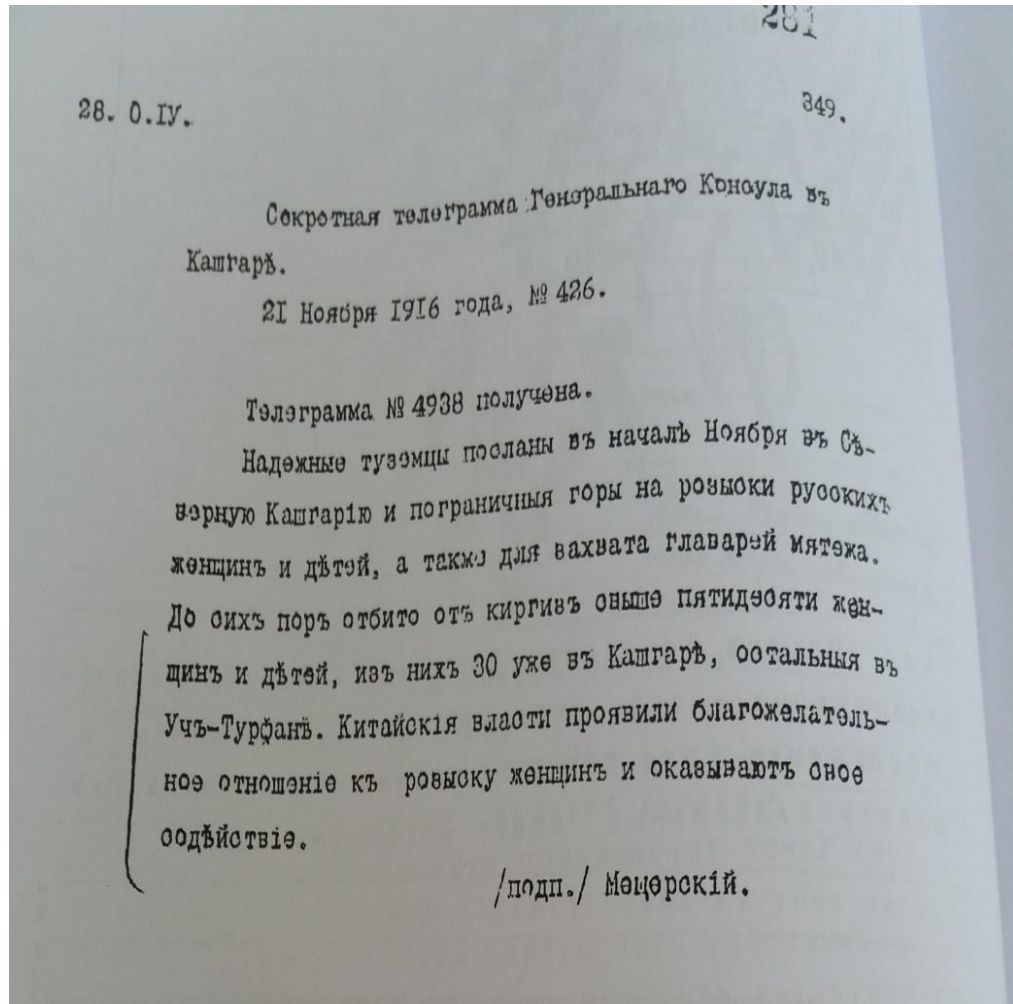 281
28. О.IУ.
349.
Секретная телеграмма Генеральнаго Консула въ
Кашгарѣ.
2I Ноября I9I6 года, № 426.
Телеграмма № 4938 получена.
Надежные туземцы посланы въ началѣ Ноября въ Сѣ-
верную Кашгарію и пограничныя горы на розыски русскихъ
женщинъ и дѣтей, а также для захвата главарей мятежа.
До сихъ поръ отбито отъ киргизъ свыше пятидесяти жен-
щинъ и дѣтей, изъ нихъ 30 уже въ Кашгарѣ, остальныя въ
Учъ-Турфанѣ. Китайскія власти проявили благожелатель-
ное отношеніе къ розыску женщинъ и оказываютъ свое
содѣйствіе.
/подп./ Мещерскій.